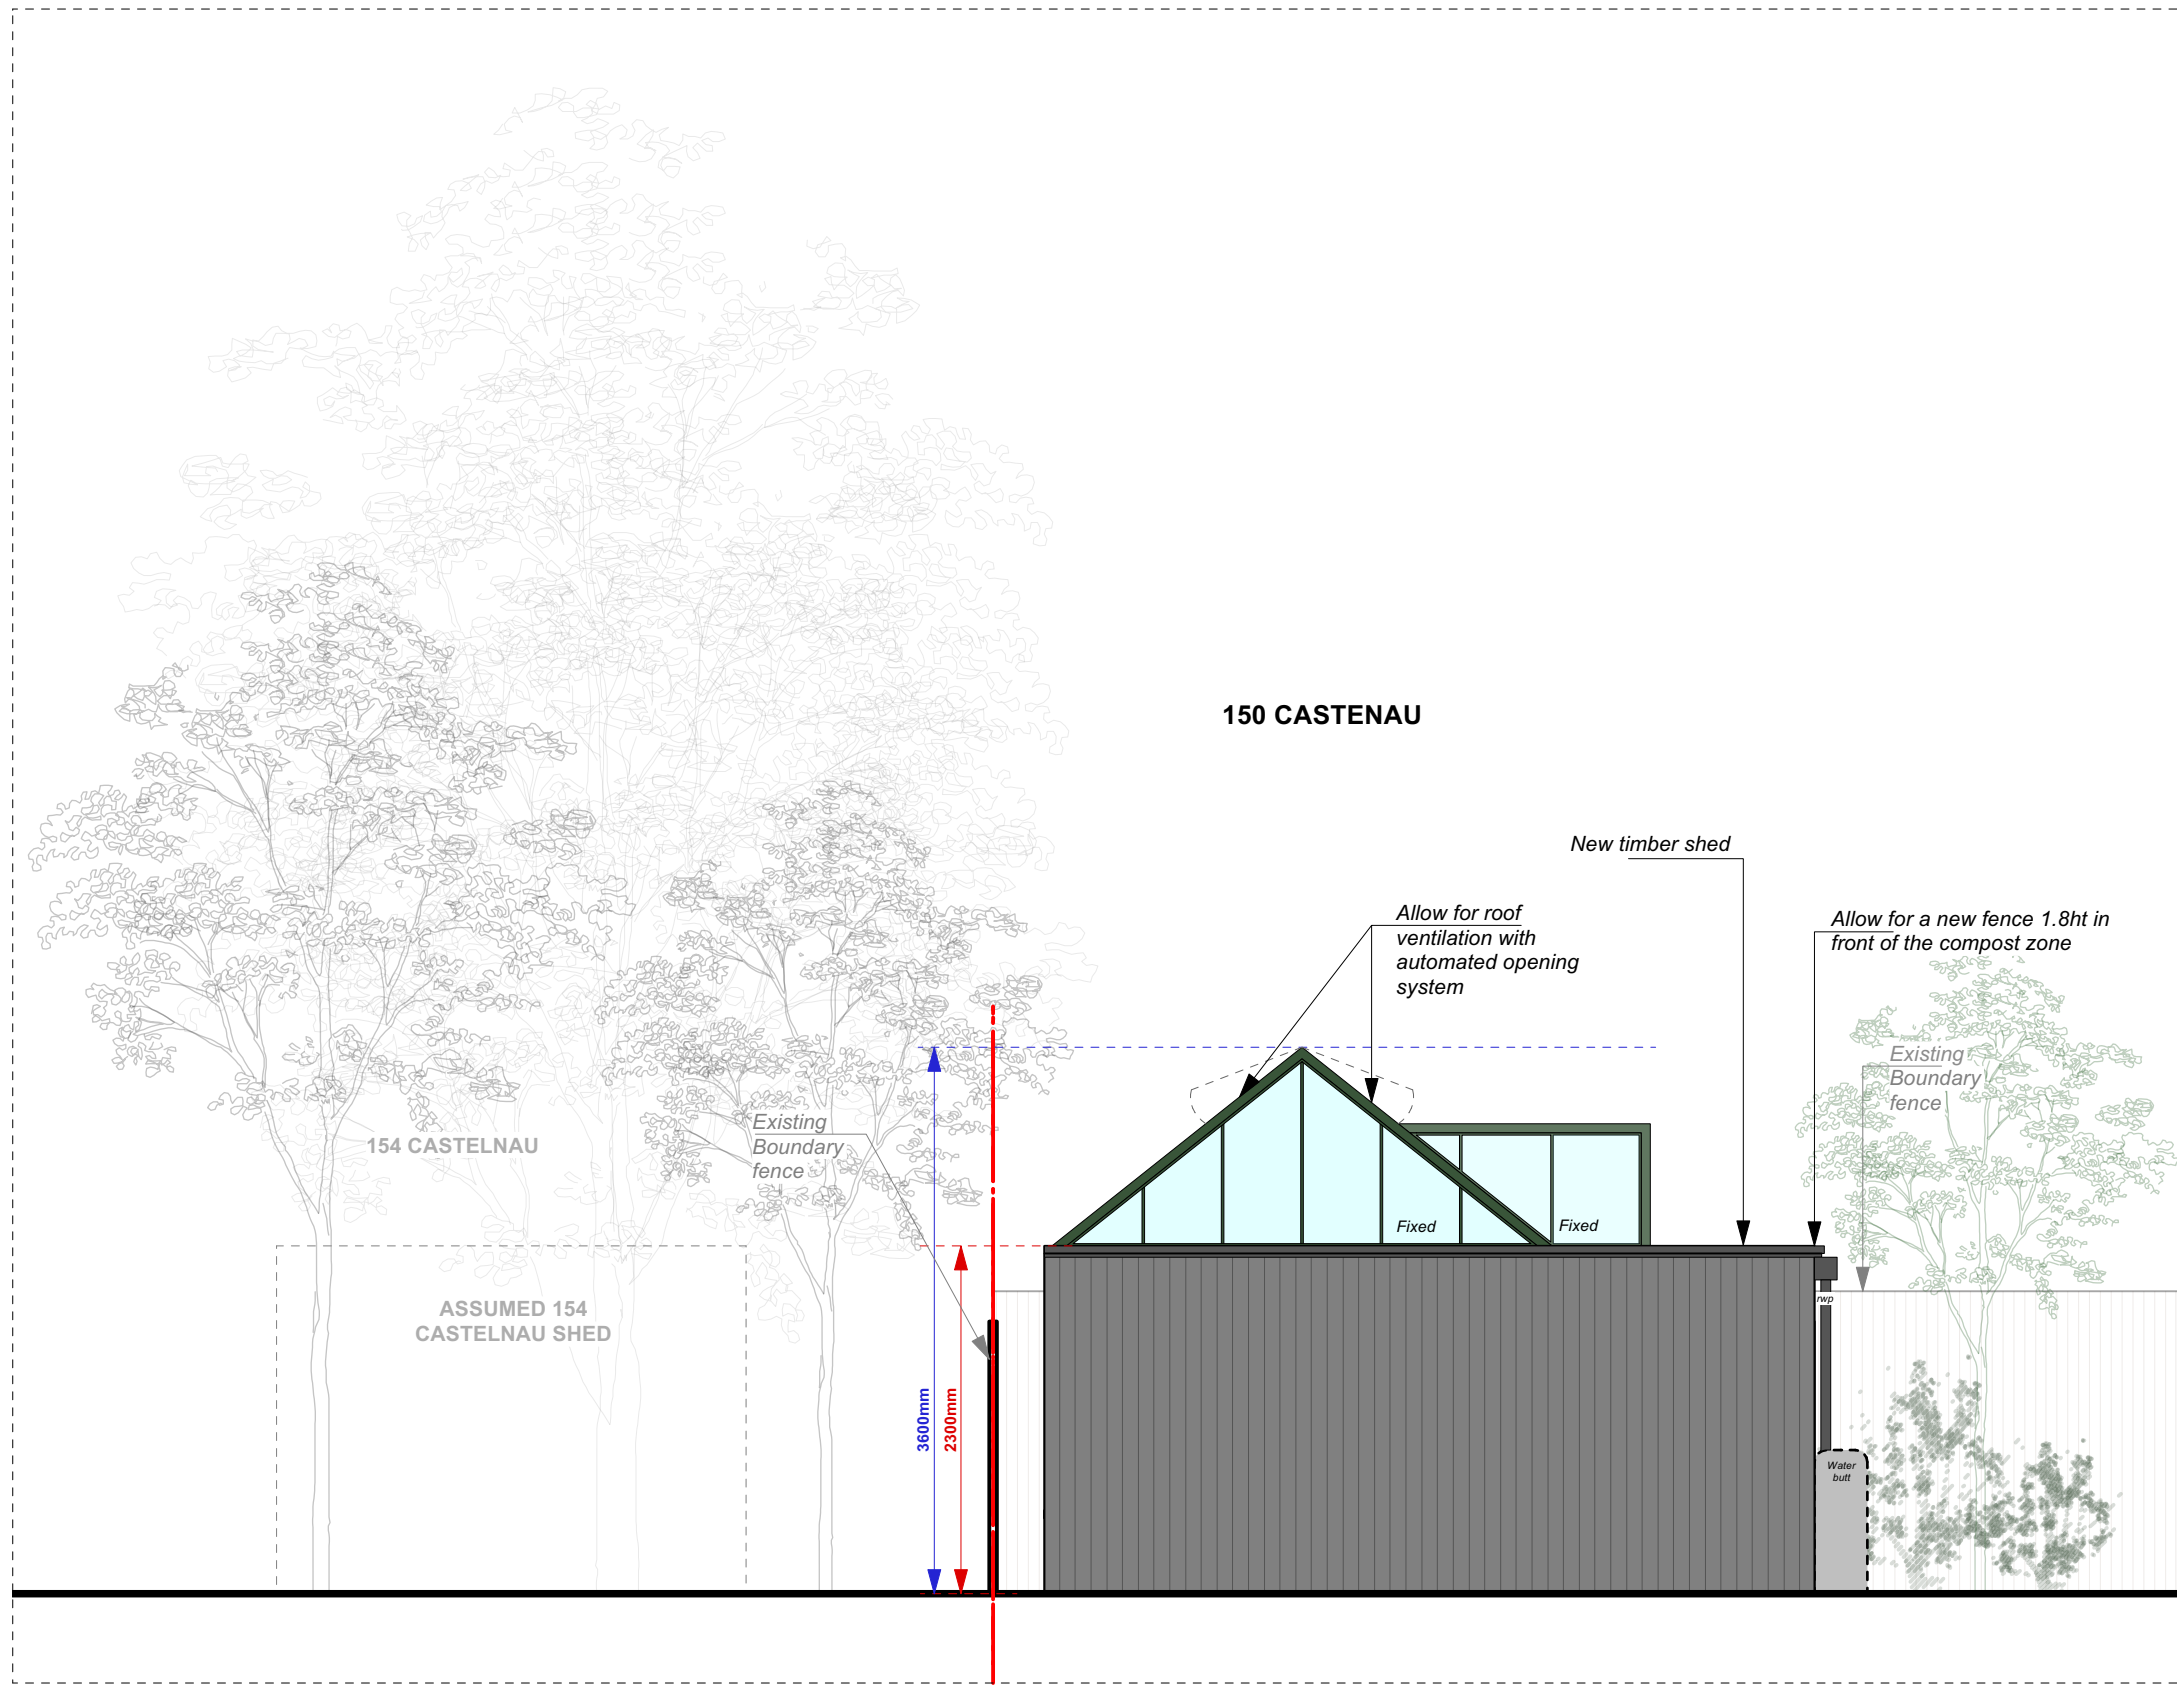 150 CASTENAU
New timber shed
Allow for roof
ventilation with
automated opening
system
Allow for a new fence 1.8ht in
front of the compost zone
Existing
Boundary
fence
Existing
Boundary
fence
154 CASTELNAU
ASSUMED 154
CASTELNAU SHED
Fixed
Fixed
3600mm
2300mm
rwp
Water
butt